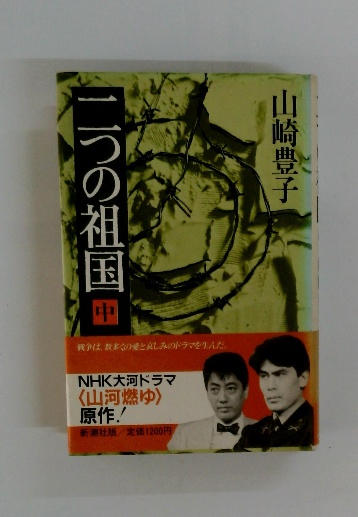 山崎豊子
二つの祖国
中
戦争は、数多くの愛と哀しみのドラマを生んだ。
NHK大河ドラマ
〈山河燃ゆ〉
原作!
新潮社版/定価1200円